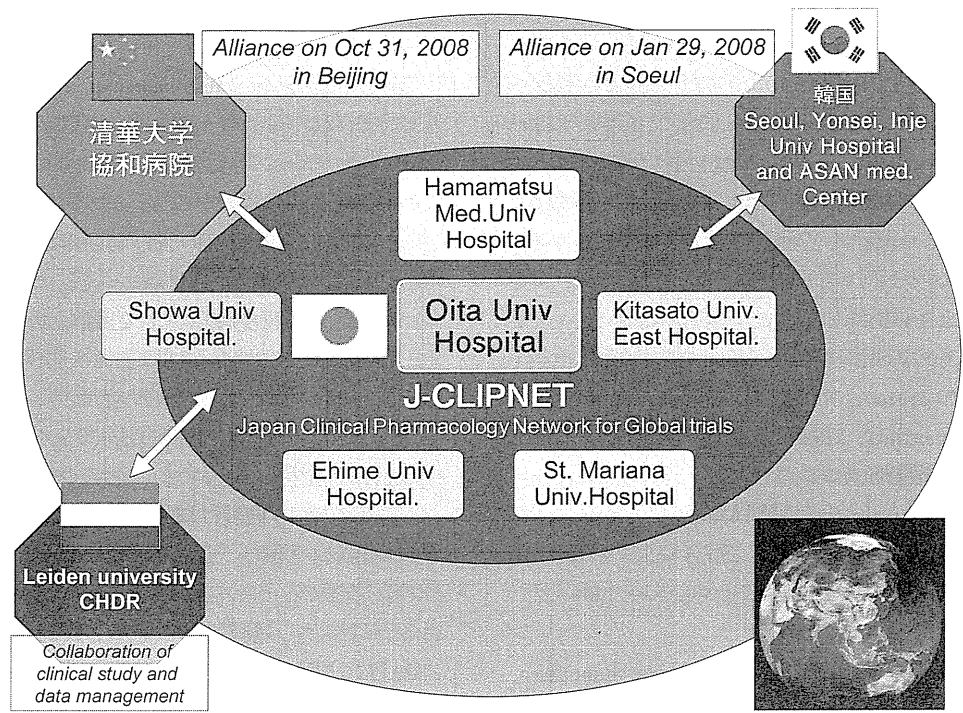 Alliance on Oct 31, 2008
in Beijing
Alliance on Jan 29, 2008
in Soeul
清華大学
協和病院
韓国
Seoul, Yonsei, Inje
Univ Hospital
and ASAN med.
Center
Hamamatsu
Med.Univ
Hospital
Showa Univ
Hospital.
Oita Univ
Hospital
Kitasato Univ.
East Hospital.
J-CLIPNET
Japan Clinical Pharmacology Network for Global trials
Ehime Univ
Hospital.
St. Mariana
Univ.Hospital
Leiden university
CHDR
Collaboration of
clinical study and
data management